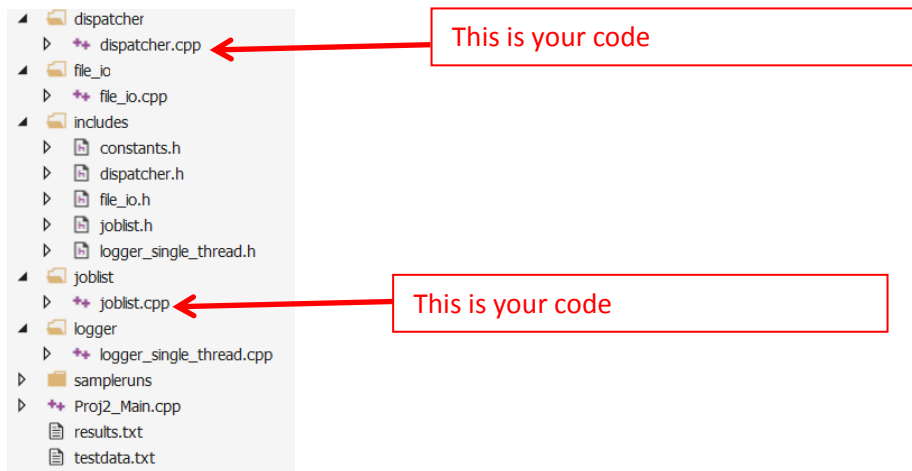 dispatcher
dispatcher.cpp
This is your code
file_io
file_io.cpp
includes
constants.h
dispatcher.h
file_io.h
joblist.h
logger_single_thread.h
joblist
joblist.cpp
This is your code
logger
logger_single_thread.cpp
sampleruns
Proj2_Main.cpp
results.txt
testdata.txt